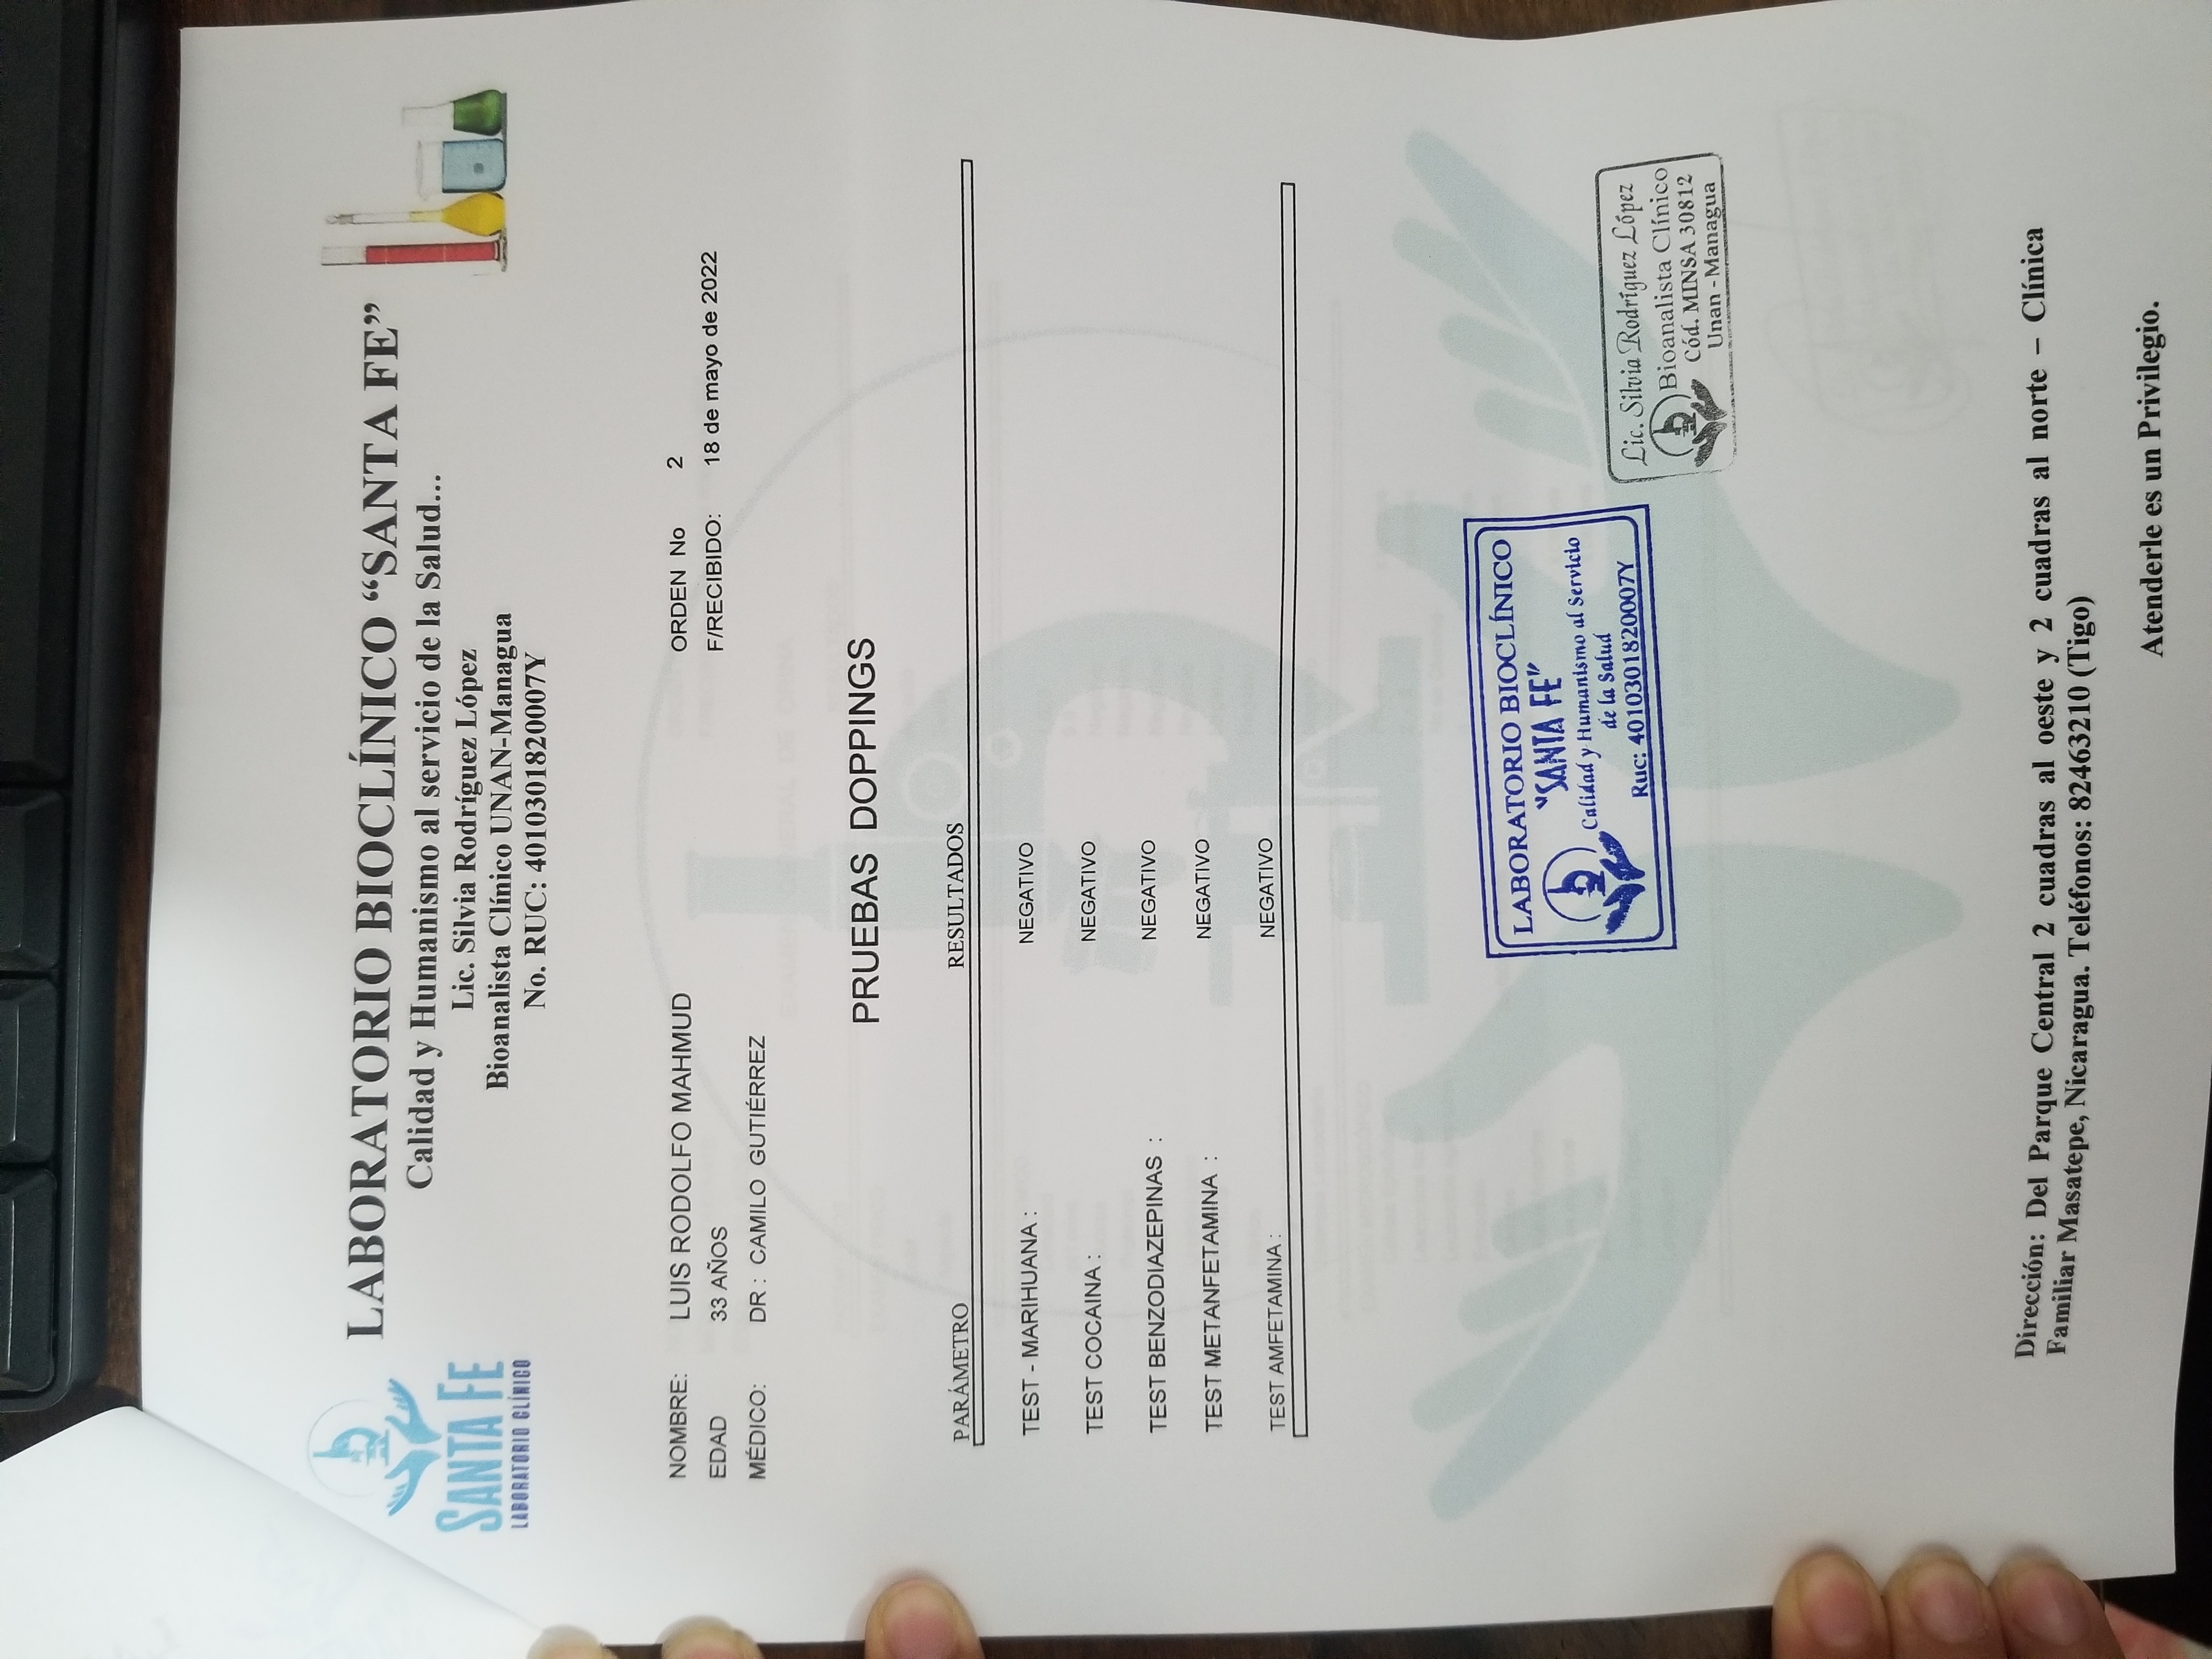 SANTA FE
LABORATORIO CLÍNICO
LABORATORIO BIOCLÍNICO “SANTA FE”
Calidad y Humanismo al servicio de la Salud...
Lic. Silvia Rodríguez López
Bioanalista Clínico UNAN-Managua
No. RUC: 4010301820007Y
NOMBRE: LUIS RODOLFO MAHMUD ORDEN No 2
EDAD 33 AÑOS F/RECIBIDO: 18 de mayo de 2022
MÉDICO: DR : CAMILO GUTIÉRREZ
PRUEBAS DOPPINGS
PARÁMETRO RESULTADOS
TEST - MARIHUANA : NEGATIVO
TEST COCAINA : NEGATIVO
TEST BENZODIAZEPINAS : NEGATIVO
TEST METANFETAMINA : NEGATIVO
TEST AMFETAMINA : NEGATIVO
LABORATORIO BIOCLÍNICO
"SANTA FE"
Calidad y Humanismo al Servicio
de la Salud
Ruc: 4010301820007Y
Lic. Silvia Rodríguez López
Bioanalista Clínico
Cód. MINSA 30812
Unan - Managua
Dirección: Del Parque Central 2 cuadras al oeste y 2 cuadras al norte – Clínica
Familiar Masatepe, Nicaragua. Teléfonos: 82463210 (Tigo)
Atenderle es un Privilegio.